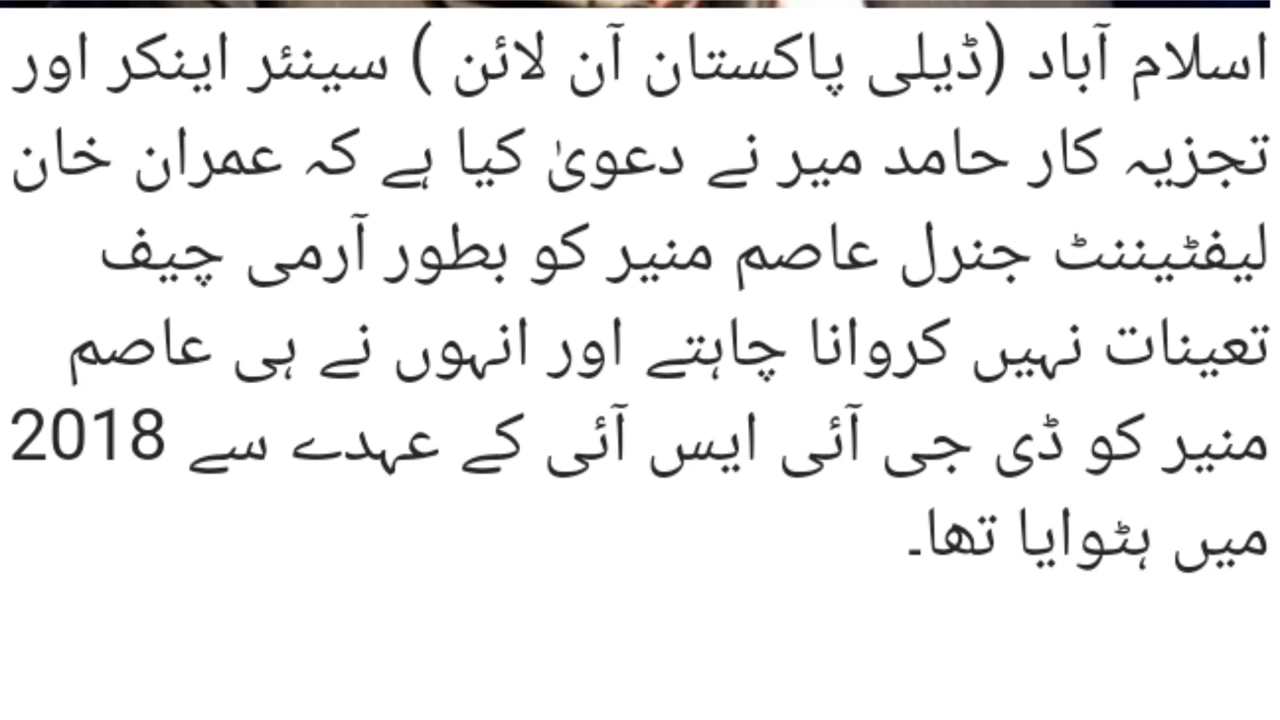 اسلام آباد (ڈیلی پاکستان آن لائن ) سینئر اینکر اور
تجزیہ کار حامد میر نے دعویٰ کیا ہے کہ عمران خان
لیفٹیننٹ جنرل عاصم منیر کو بطور آرمی چیف
تعینات نہیں کروانا چاہتے اور انہوں نے ہی عاصم
منیر کو ڈی جی آئی ایس آئی کے عہدے سے 2018
میں ہٹوایا تھا۔